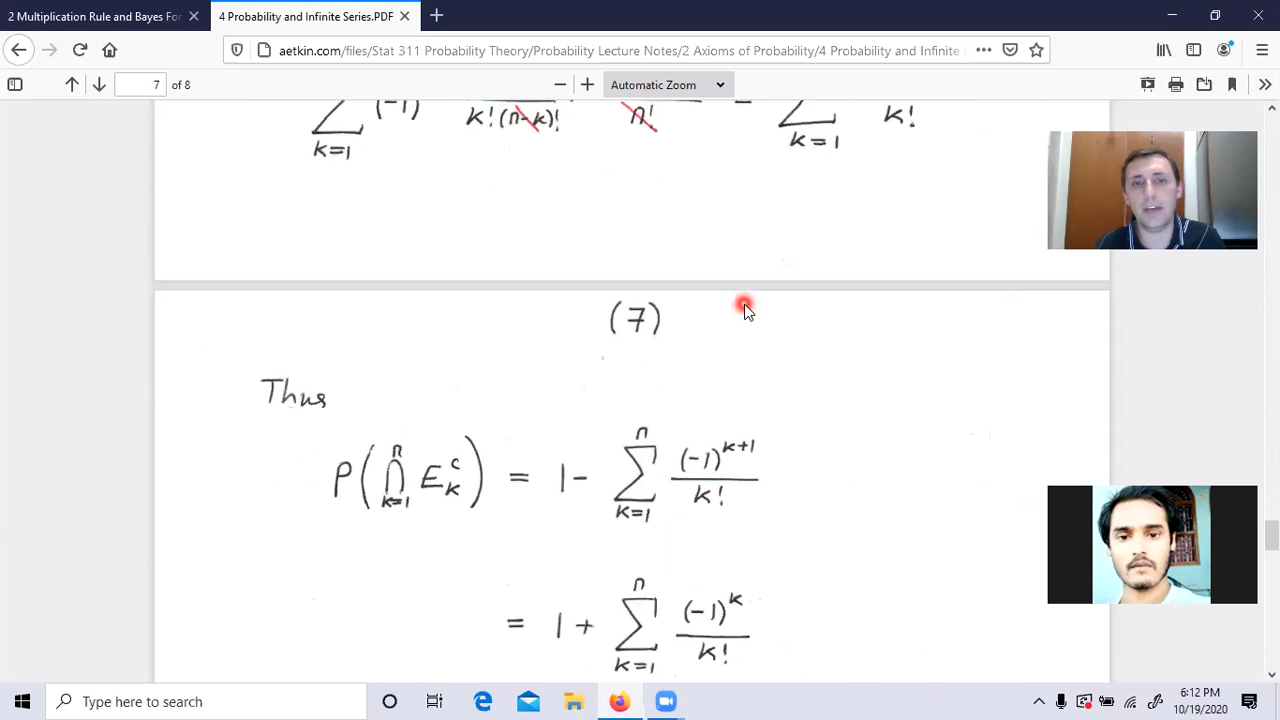 2 Multiplication Rule and Bayes For
4 Probability and Infinite Series.PDF
aetkin.com/files/Stat 311 Probability Theory/Probability Lecture Notes/2 Axioms of Probability/4 Probability and Infinite
7 of 8
Automatic Zoom
∑ k=1 (-1) / k!(n-k)! · / n! = ∑ k=1 / k!
(7)
Thus
P(⋂_{k=1}^{n} E_k^c) = 1 - ∑_{k=1}^{n} (-1)^{k+1} / k!
= 1 + ∑_{k=1}^{n} (-1)^k / k!
Type here to search
6:12 PM
10/19/2020